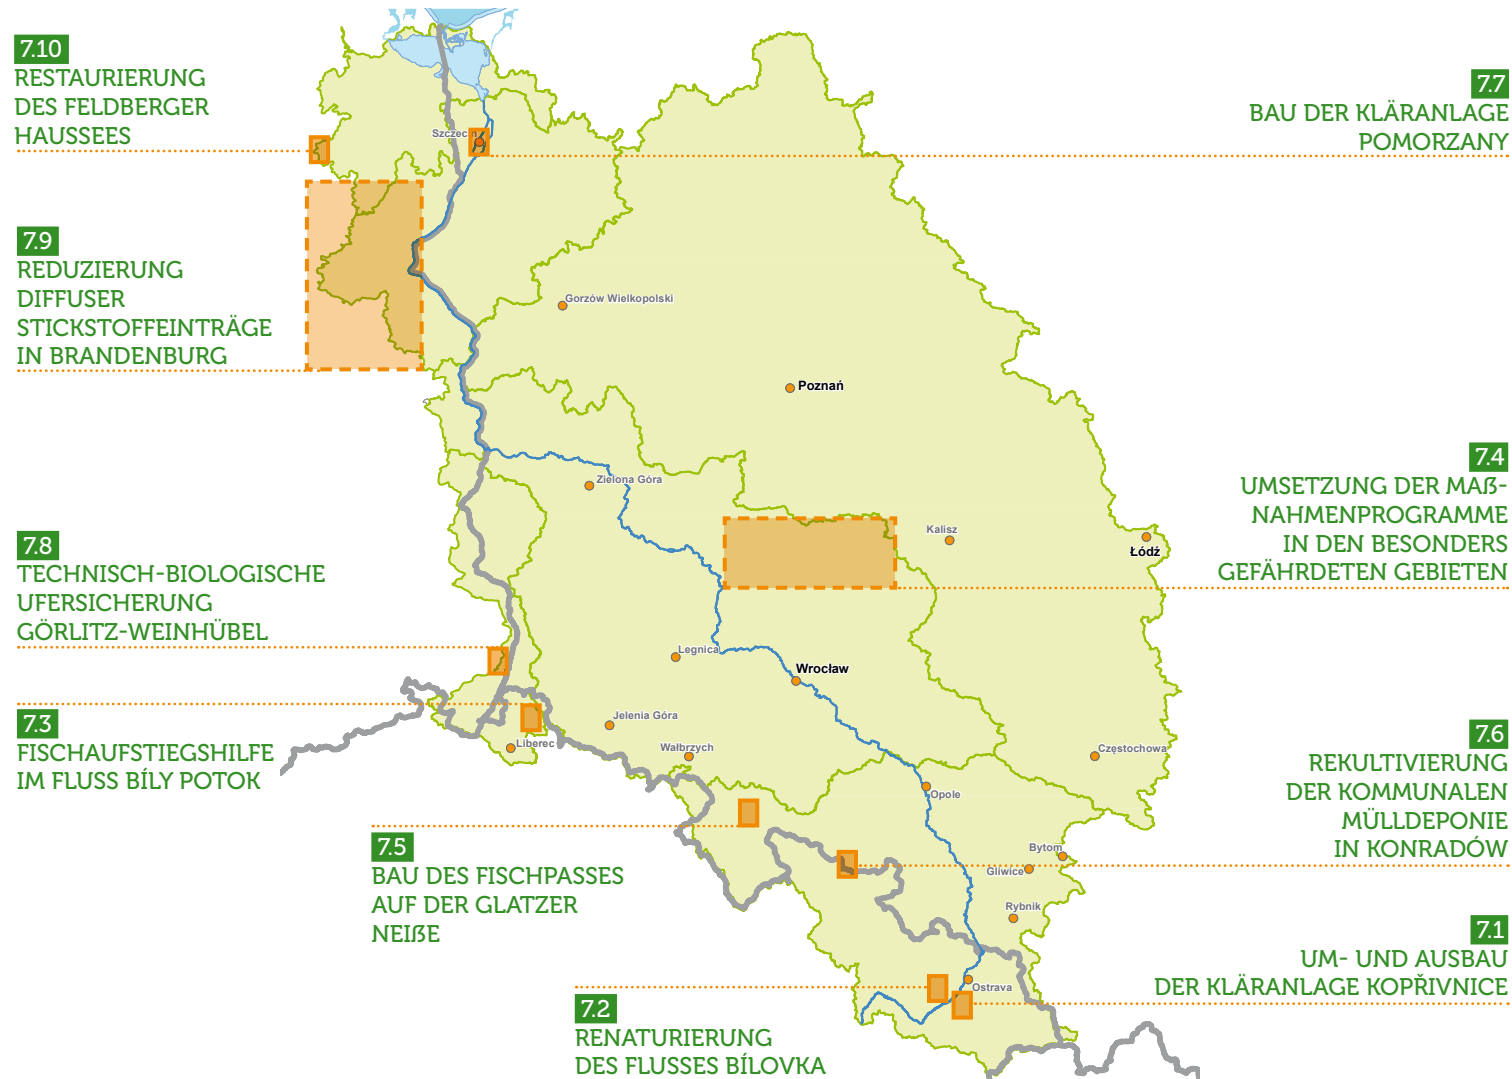 7.10
RESTAURIERUNG
DES FELDBERGER
HAUSSEES
7.7
BAU DER KLÄRANLAGE
POMORZANY
7.9
REDUZIERUNG
DIFFUSER
STICKSTOFFEINTRÄGE
IN BRANDENBURG
7.4
UMSETZUNG DER MAß-
NAHMENPROGRAMME
IN DEN BESONDERS
GEFÄHRDETEN GEBIETEN
7.8
TECHNISCH-BIOLOGISCHE
UFERSICHERUNG
GÖRLITZ-WEINHÜBEL
7.3
FISCHAUFSTIEGSHILFE
IM FLUSS BÍLY POTOK
7.6
REKULTIVIERUNG
DER KOMMUNALEN
MÜLLDEPONIE
IN KONRADÓW
7.5
BAU DES FISCHPASSES
AUF DER GLATZER
NEIßE
7.1
UM- UND AUSBAU
DER KLÄRANLAGE KOPŘIVNICE
7.2
RENATURIERUNG
DES FLUSSES BÍLOVKA
Szczecin
Gorzów Wielkopolski
Poznań
Zielona Góra
Kalisz
Łódź
Legnica
Wrocław
Jelenia Góra
Liberec
Wałbrzych
Częstochowa
Opole
Bytom
Gliwice
Rybnik
Ostrava